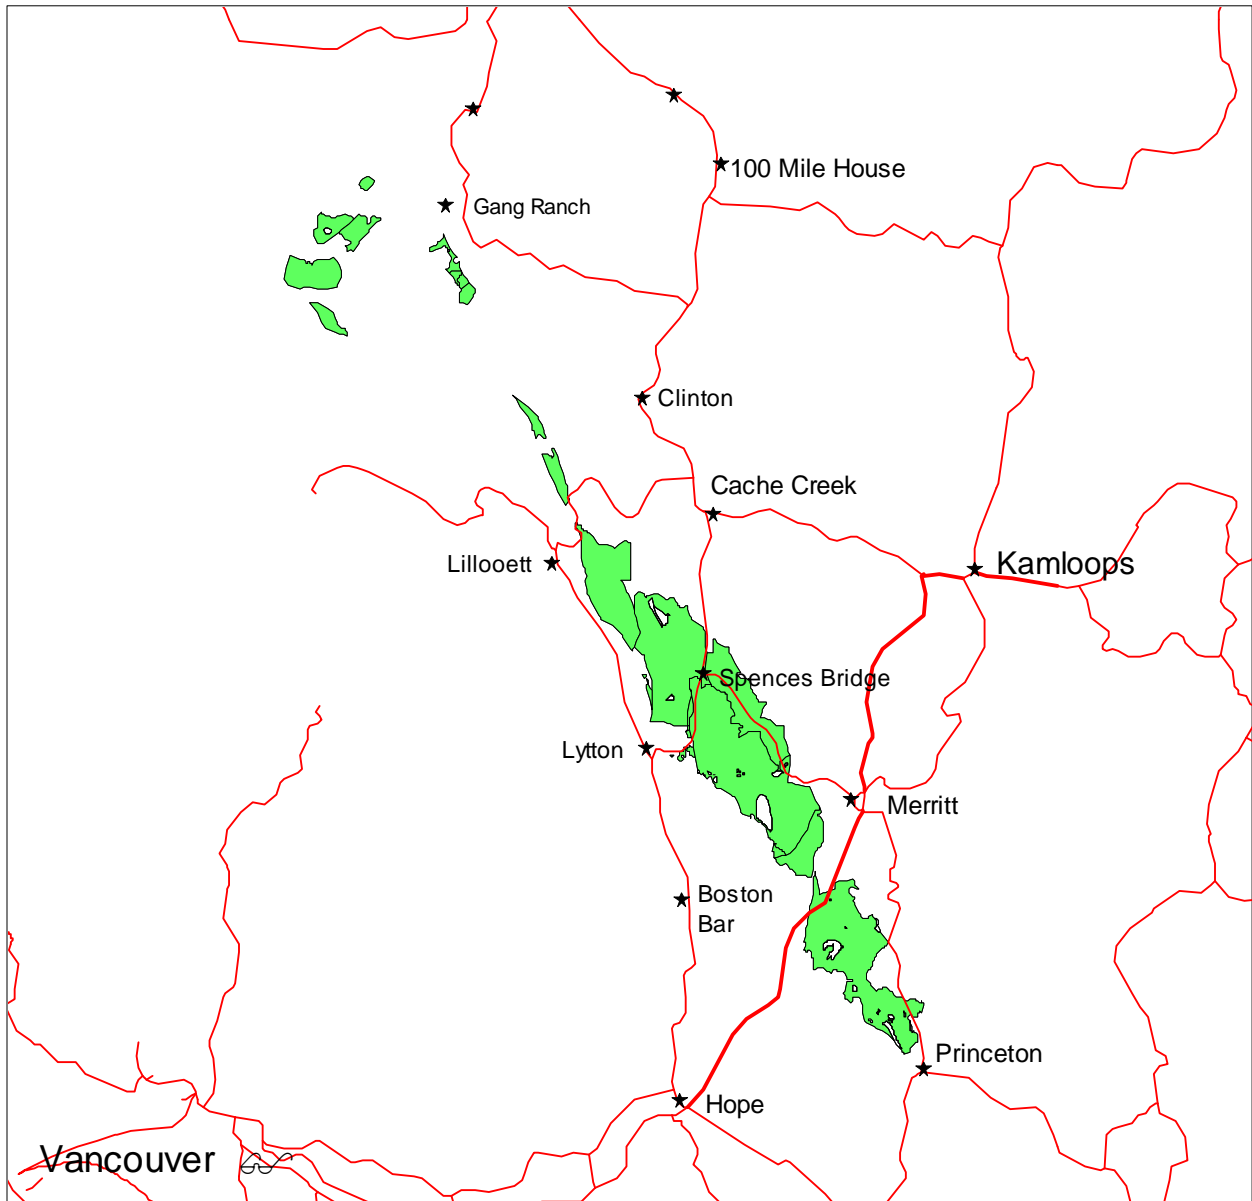 100 Mile House
Gang Ranch
Clinton
Cache Creek
Lillooett
Kamloops
Spences Bridge
Lytton
Merritt
Boston
Bar
Princeton
Hope
Vancouver